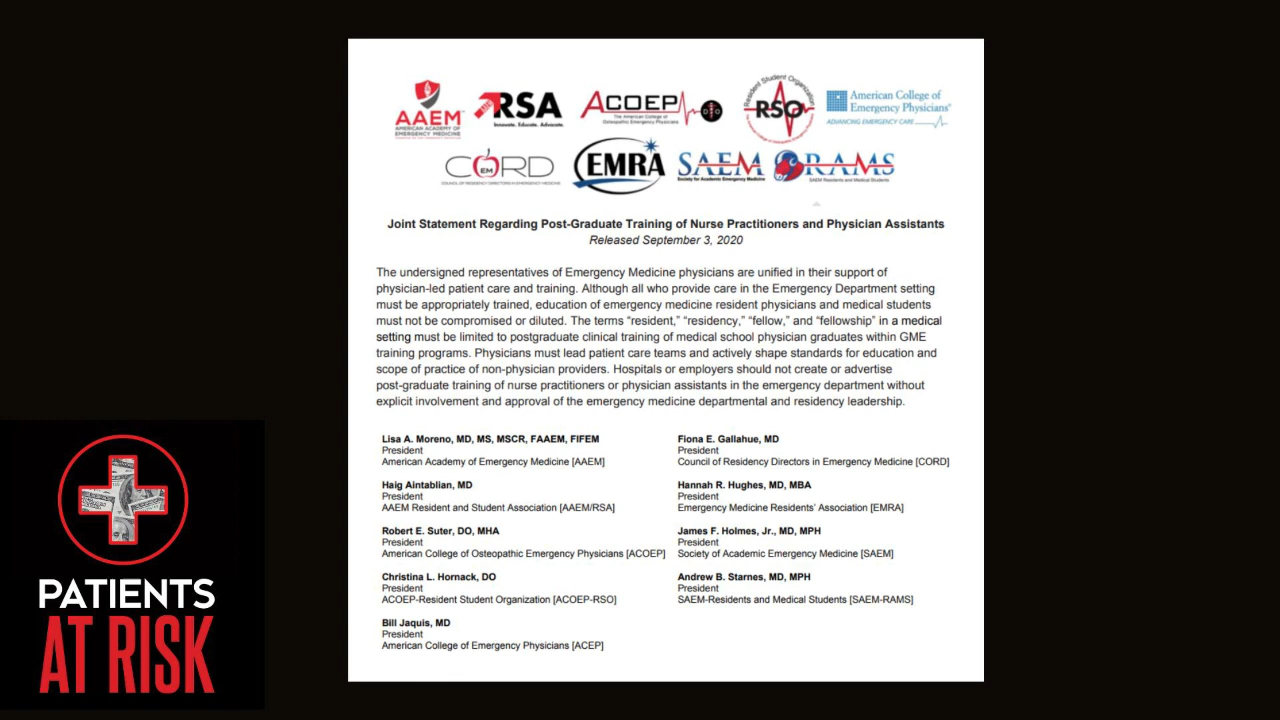 AAEM
AMERICAN ACADEMY OF
EMERGENCY MEDICINE
RSA
Innovate. Educate. Advocate.
ACOEP
The American College of
Osteopathic Emergency Physicians
Resident Student Organization
RSO
American College of
Emergency Physicians®
ADVANCING EMERGENCY CARE
CORD
EM
COUNCIL OF RESIDENCY DIRECTORS IN EMERGENCY MEDICINE
EMRA
SAEM
Society for Academic Emergency Medicine
RAMS
SAEM Residents and Medical Students
Joint Statement Regarding Post-Graduate Training of Nurse Practitioners and Physician Assistants
Released September 3, 2020
The undersigned representatives of Emergency Medicine physicians are unified in their support of
physician-led patient care and training. Although all who provide care in the Emergency Department setting
must be appropriately trained, education of emergency medicine resident physicians and medical students
must not be compromised or diluted. The terms “resident,” “residency,” “fellow,” and “fellowship” in a medical
setting must be limited to postgraduate clinical training of medical school physician graduates within GME
training programs. Physicians must lead patient care teams and actively shape standards for education and
scope of practice of non-physician providers. Hospitals or employers should not create or advertise
post-graduate training of nurse practitioners or physician assistants in the emergency department without
explicit involvement and approval of the emergency medicine departmental and residency leadership.
Lisa A. Moreno, MD, MS, MSCR, FAAEM, FIFEM
President
American Academy of Emergency Medicine [AAEM]
Haig Aintablian, MD
President
AAEM Resident and Student Association [AAEM/RSA]
Robert E. Suter, DO, MHA
President
American College of Osteopathic Emergency Physicians [ACOEP]
Christina L. Hornack, DO
President
ACOEP-Resident Student Organization [ACOEP-RSO]
Bill Jaquis, MD
President
American College of Emergency Physicians [ACEP]
Fiona E. Gallahue, MD
President
Council of Residency Directors in Emergency Medicine [CORD]
Hannah R. Hughes, MD, MBA
President
Emergency Medicine Residents’ Association [EMRA]
James F. Holmes, Jr., MD, MPH
President
Society of Academic Emergency Medicine [SAEM]
Andrew B. Starnes, MD, MPH
President
SAEM-Residents and Medical Students [SAEM-RAMS]
PATIENTS
AT RISK